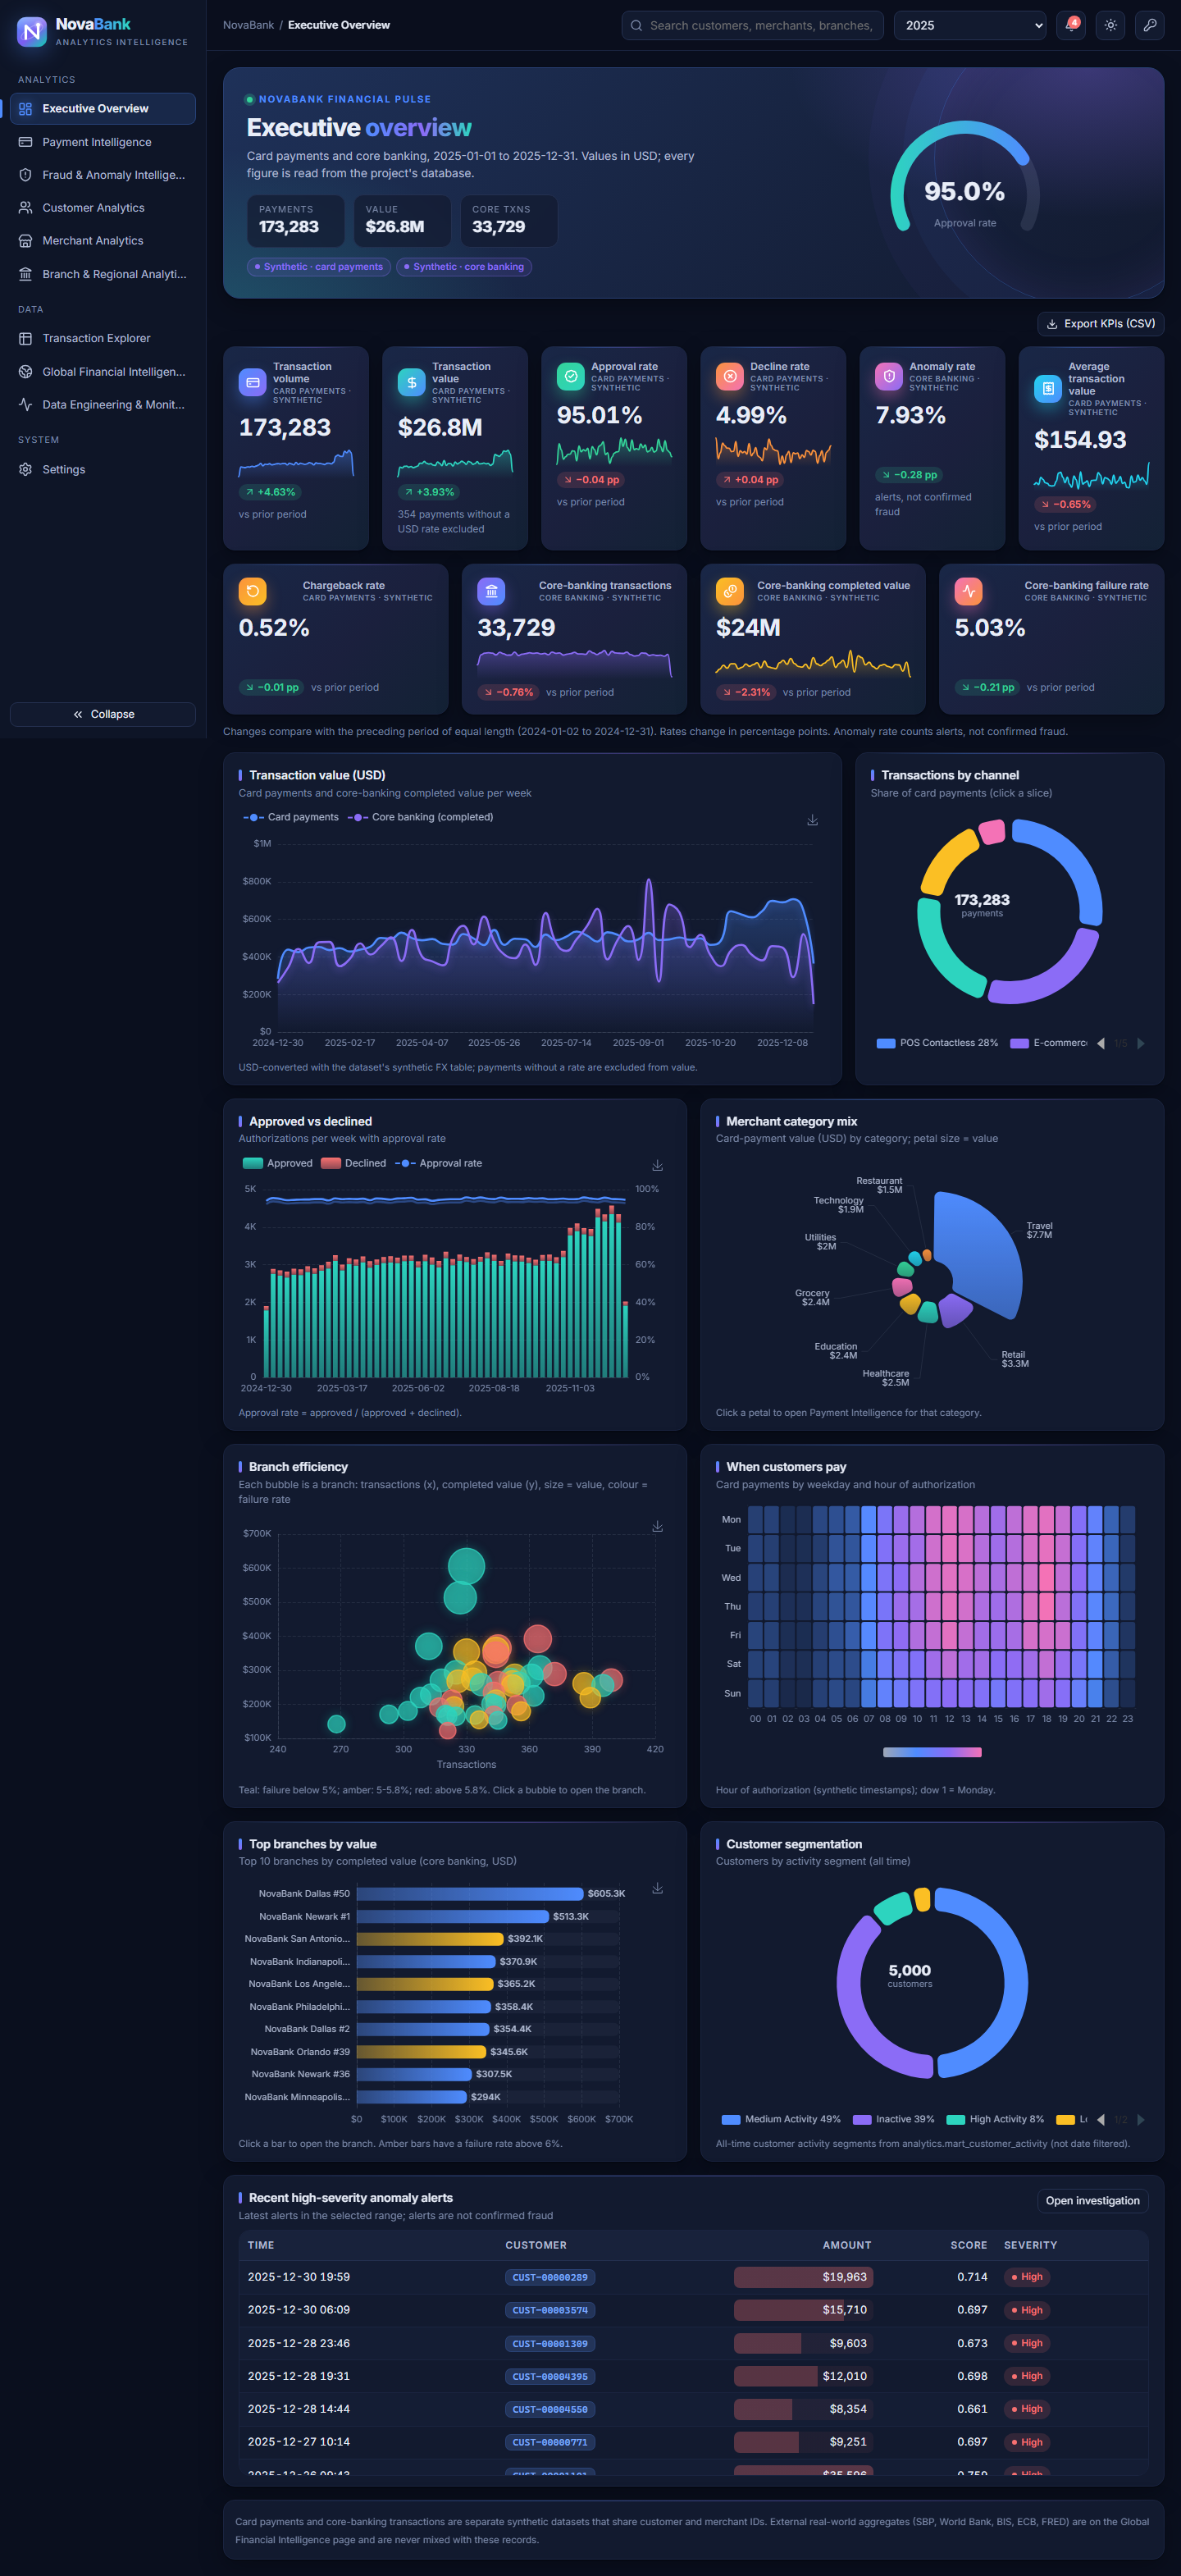 NovaBank
ANALYTICS INTELLIGENCE
ANALYTICS
Executive Overview
Payment Intelligence
Fraud & Anomaly Intellige...
Customer Analytics
Merchant Analytics
Branch & Regional Analyti...
DATA
Transaction Explorer
Global Financial Intelligen...
Data Engineering & Monit...
SYSTEM
Settings
Collapse
NovaBank / Executive Overview
Search customers, merchants, branches,
2025
4
NOVABANK FINANCIAL PULSE
Executive overview
Card payments and core banking, 2025-01-01 to 2025-12-31. Values in USD; every
figure is read from the project's database.
PAYMENTS
173,283
VALUE
$26.8M
CORE TXNS
33,729
Synthetic · card payments
Synthetic · core banking
95.0%
Approval rate
Export KPIs (CSV)
Transaction
volume
CARD PAYMENTS ·
SYNTHETIC
173,283
+4.63%
vs prior period
Transaction
value
CARD PAYMENTS ·
SYNTHETIC
$26.8M
+3.93%
354 payments without a
USD rate excluded
Approval rate
CARD PAYMENTS ·
SYNTHETIC
95.01%
−0.04 pp
vs prior period
Decline rate
CARD PAYMENTS ·
SYNTHETIC
4.99%
+0.04 pp
vs prior period
Anomaly rate
CORE BANKING ·
SYNTHETIC
7.93%
−0.28 pp
alerts, not confirmed
fraud
Average
transaction
value
CARD PAYMENTS ·
SYNTHETIC
$154.93
−0.65%
vs prior period
Chargeback rate
CARD PAYMENTS · SYNTHETIC
0.52%
−0.01 pp vs prior period
Core-banking transactions
CORE BANKING · SYNTHETIC
33,729
−0.76% vs prior period
Core-banking completed value
CORE BANKING · SYNTHETIC
$24M
−2.31% vs prior period
Core-banking failure rate
CORE BANKING · SYNTHETIC
5.03%
−0.21 pp vs prior period
Changes compare with the preceding period of equal length (2024-01-02 to 2024-12-31). Rates change in percentage points. Anomaly rate counts alerts, not confirmed fraud.
Transaction value (USD)
Card payments and core-banking completed value per week
Card payments Core banking (completed)
$1M
$800K
$600K
$400K
$200K
$0
2024-12-30 2025-02-17 2025-04-07 2025-05-26 2025-07-14 2025-09-01 2025-10-20 2025-12-08
USD-converted with the dataset's synthetic FX table; payments without a rate are excluded from value.
Transactions by channel
Share of card payments (click a slice)
173,283
payments
POS Contactless 28% E-commerc 1/5
Approved vs declined
Authorizations per week with approval rate
Approved Declined Approval rate
5K 100%
4K 80%
3K 60%
2K 40%
1K 20%
0 0%
2024-12-30 2025-03-17 2025-06-02 2025-08-18 2025-11-03
Approval rate = approved / (approved + declined).
Merchant category mix
Card-payment value (USD) by category; petal size = value
Restaurant
$1.5M
Technology
$1.9M
Utilities
$2M
Grocery
$2.4M
Education
$2.4M
Healthcare
$2.5M
Retail
$3.3M
Travel
$7.7M
Click a petal to open Payment Intelligence for that category.
Branch efficiency
Each bubble is a branch: transactions (x), completed value (y), size = value, colour =
failure rate
$700K
$600K
$500K
$400K
$300K
$200K
$100K
240 270 300 330 360 390 420
Transactions
Teal: failure below 5%; amber: 5-5.8%; red: above 5.8%. Click a bubble to open the branch.
When customers pay
Card payments by weekday and hour of authorization
Mon
Tue
Wed
Thu
Fri
Sat
Sun
00 01 02 03 04 05 06 07 08 09 10 11 12 13 14 15 16 17 18 19 20 21 22 23
Hour of authorization (synthetic timestamps); dow 1 = Monday.
Top branches by value
Top 10 branches by completed value (core banking, USD)
NovaBank Dallas #50 $605.3K
NovaBank Newark #1 $513.3K
NovaBank San Antonio... $392.1K
NovaBank Indianapoli... $370.9K
NovaBank Los Angele... $365.2K
NovaBank Philadelphi... $358.4K
NovaBank Dallas #2 $354.4K
NovaBank Orlando #39 $345.6K
NovaBank Newark #36 $307.5K
NovaBank Minneapolis... $294K
$0 $100K $200K $300K $400K $500K $600K $700K
Click a bar to open the branch. Amber bars have a failure rate above 6%.
Customer segmentation
Customers by activity segment (all time)
5,000
customers
Medium Activity 49% Inactive 39% High Activity 8% Lo 1/2
All-time customer activity segments from analytics.mart_customer_activity (not date filtered).
Recent high-severity anomaly alerts
Latest alerts in the selected range; alerts are not confirmed fraud
Open investigation
TIME CUSTOMER AMOUNT SCORE SEVERITY
2025-12-30 19:59 CUST-00000289 $19,963 0.714 High
2025-12-30 06:09 CUST-00003574 $15,710 0.697 High
2025-12-28 23:46 CUST-00001309 $9,603 0.673 High
2025-12-28 19:31 CUST-00004395 $12,010 0.698 High
2025-12-28 14:44 CUST-00004550 $8,354 0.661 High
2025-12-27 10:14 CUST-00000771 $9,251 0.697 High
Card payments and core-banking transactions are separate synthetic datasets that share customer and merchant IDs. External real-world aggregates (SBP, World Bank, BIS, ECB, FRED) are on the Global
Financial Intelligence page and are never mixed with these records.